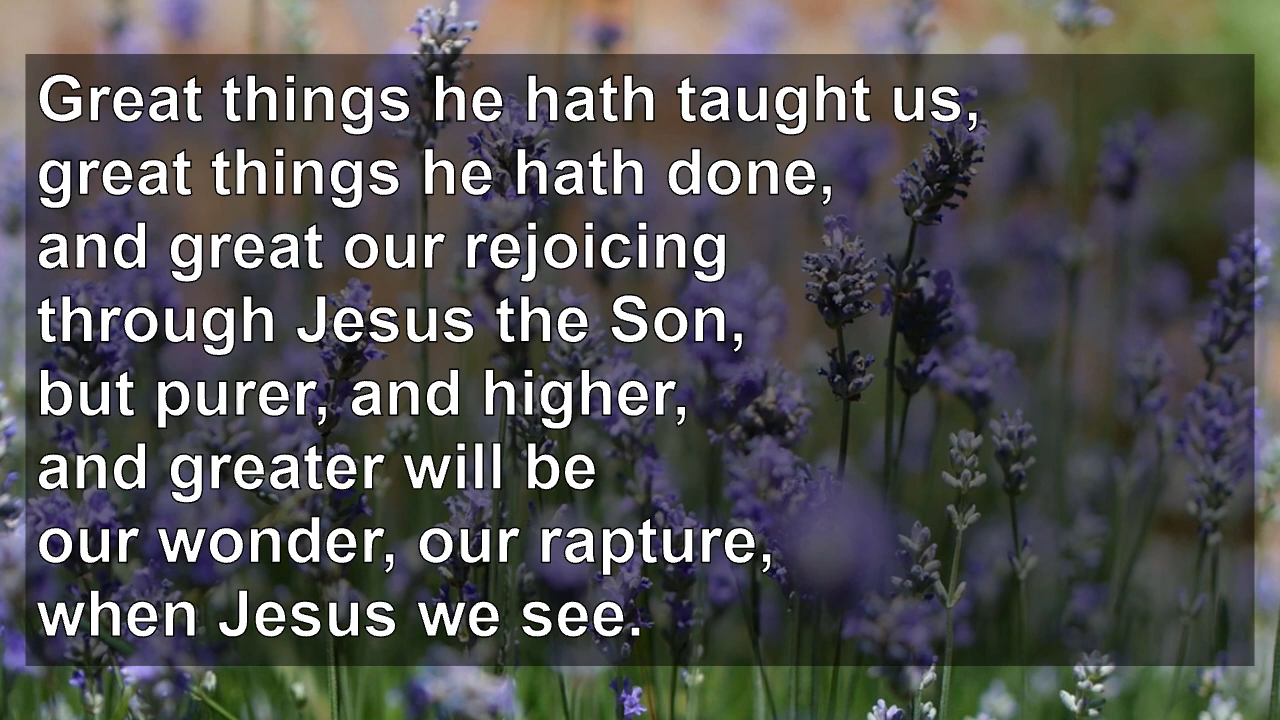 Great things he hath taught us,
great things he hath done,
and great our rejoicing
through Jesus the Son,
but purer, and higher,
and greater will be
our wonder, our rapture,
when Jesus we see.